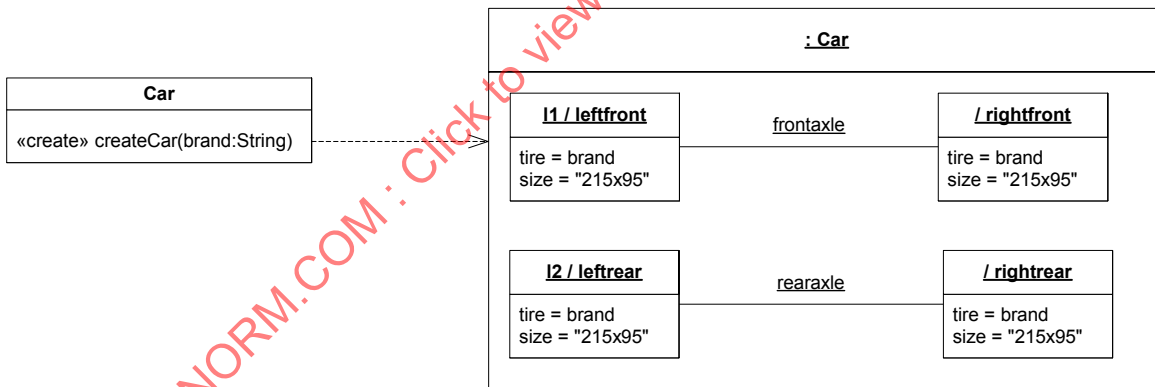 : Car
Car
«create» createCar(brand:String)
l1 / leftfront
tire = brand
size = "215x95"
frontaxle
/ rightfront
tire = brand
size = "215x95"
l2 / leftrear
tire = brand
size = "215x95"
rearaxle
/ rightrear
tire = brand
size = "215x95"
NORM.COM : Click to view